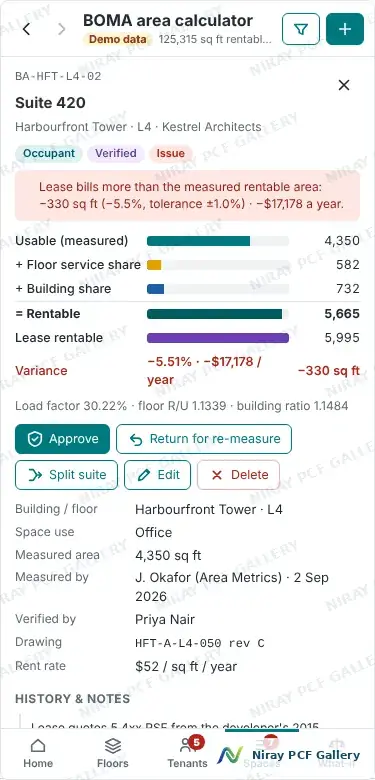 BOMA area calculator
Demo data 125,315 sq ft rentabl...
BA-HFT-L4-02
Suite 420
Harbourfront Tower · L4 · Kestrel Architects
Occupant Verified Issue
Lease bills more than the measured rentable area:
−330 sq ft (−5.5%, tolerance ±1.0%) · −$17,178 a year.
Usable (measured) 4,350
+ Floor service share 582
+ Building share 732
= Rentable 5,665
Lease rentable 5,995
Variance −5.51% · −$17,178 / year −330 sq ft
Load factor 30.22% · floor R/U 1.1339 · building ratio 1.1484
Approve Return for re-measure
Split suite Edit Delete
Building / floor Harbourfront Tower · L4
Space use Office
Measured area 4,350 sq ft
Measured by J. Okafor (Area Metrics) · 2 Sep
2026
Verified by Priya Nair
Drawing HFT-A-L4-050 rev C
Rent rate $52 / sq ft / year
HISTORY & NOTES
Home Floors Tenants 5 Spaces 7 What-if
Niray PCF Gallery